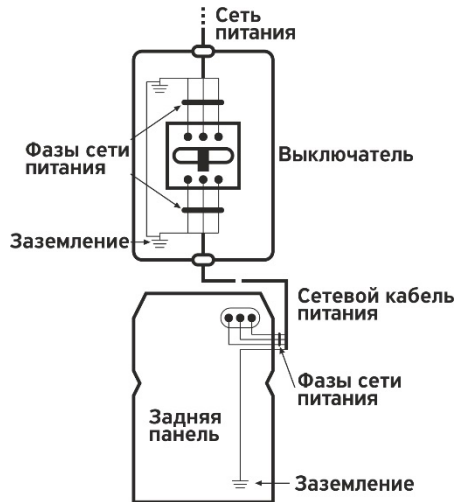 Сеть
питания
Фазы сети
питания
Выключатель
Заземление
Сетевой кабель
питания
Фазы сети
питания
Задняя
панель
Заземление